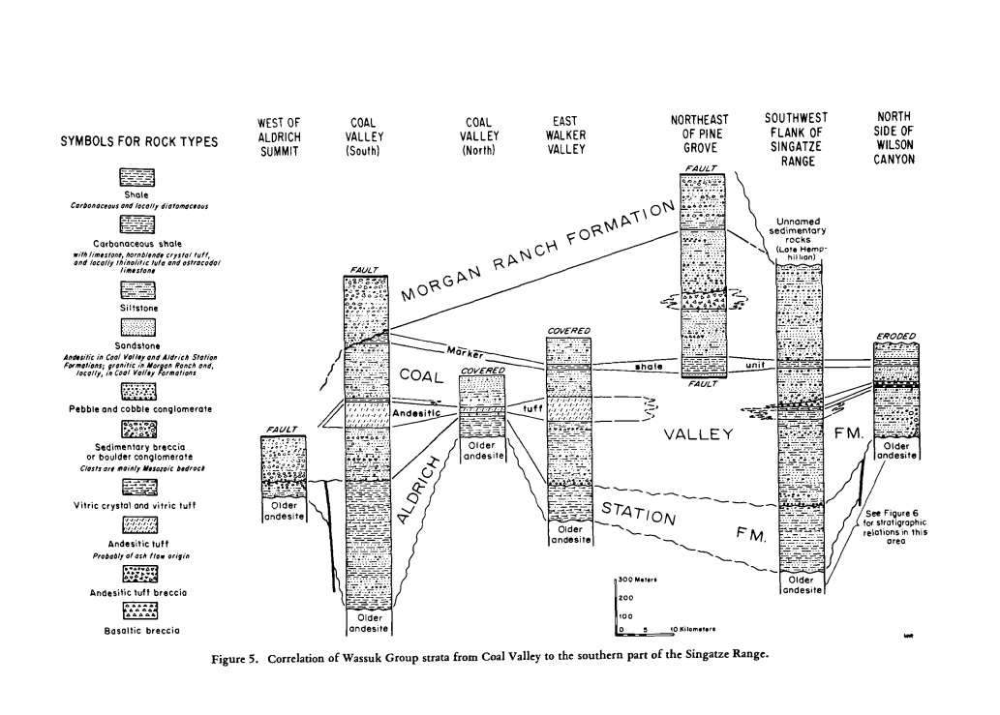 SYMBOLS FOR ROCK TYPES
Shale
Carbonaceous and locally diatomaceous
Carbonaceous shale
with limestone, hornblende crystal tuff,
and locally thinolitic tufa and ostracodal
limestone
Siltstone
Sandstone
Andesitic in Coal Valley and Aldrich Station
Formations; granitic in Morgan Ranch and,
locally, in Coal Valley Formations
Pebble and cobble conglomerate
Sedimentary breccia
or boulder conglomerate
Clasts are mainly Mesozoic bedrock
Vitric crystal and vitric tuff
Andesitic tuff
Probably of ash flow origin
Andesitic tuff breccia
Basaltic breccia
WEST OF
ALDRICH
SUMMIT
FAULT
Older
andesite
COAL
VALLEY
(South)
FAULT
Older
andesite
COAL
VALLEY
(North)
COVERED
Older
andesite
EAST
WALKER
VALLEY
COVERED
Older
andesite
NORTHEAST
OF PINE
GROVE
FAULT
FAULT
SOUTHWEST
FLANK OF
SINGATZE
RANGE
Unnamed
sedimentary
rocks
(Late Hemp-
hillian)
Older
andesite
NORTH
SIDE OF
WILSON
CANYON
ERODED
Older
andesite
See Figure 6
for stratigraphic
relations in this
area
MORGAN RANCH FORMATION
Marker shale unit
COAL VALLEY FM.
Andesitic tuff
ALDRICH STATION FM.
300 Meters
200
100
0 5 10 Kilometers
Figure 5. Correlation of Wassuk Group strata from Coal Valley to the southern part of the Singatze Range.